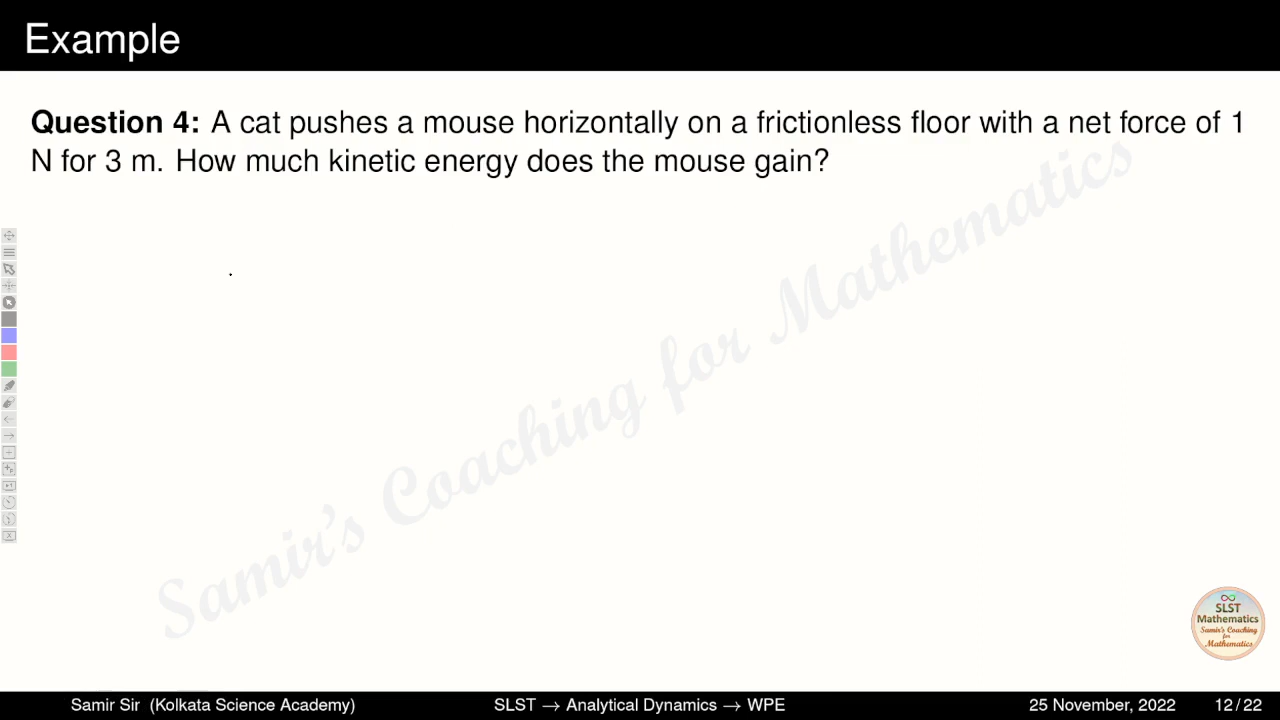 Example
Question 4: A cat pushes a mouse horizontally on a frictionless floor with a net force of 1
N for 3 m. How much kinetic energy does the mouse gain?
Samir's Coaching for Mathematics
SLST
Mathematics
Samir's Coaching
for
Mathematics
Samir Sir (Kolkata Science Academy) SLST → Analytical Dynamics → WPE 25 November, 2022 12/22